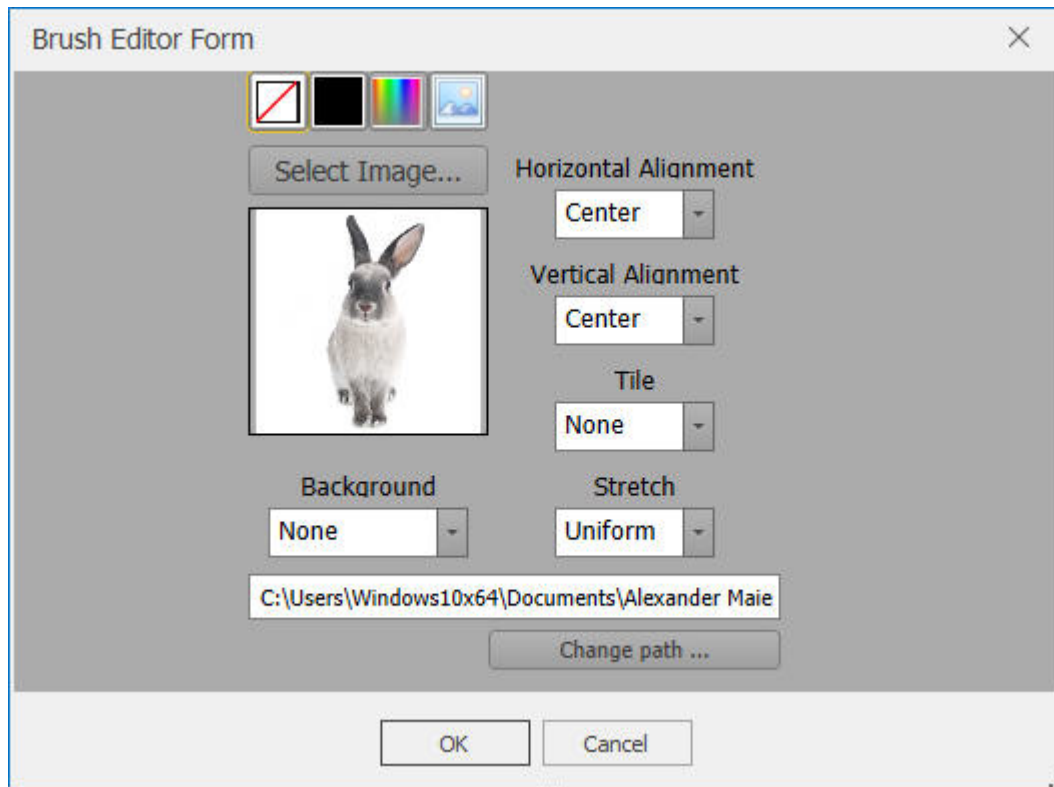 Brush Editor Form
Select Image...
Horizontal Alignment
Center
Vertical Alignment
Center
Tile
None
Background
Stretch
None
Uniform
C:\Users\Windows10x64\Documents\Alexander Maie
Change path ...
OK
Cancel